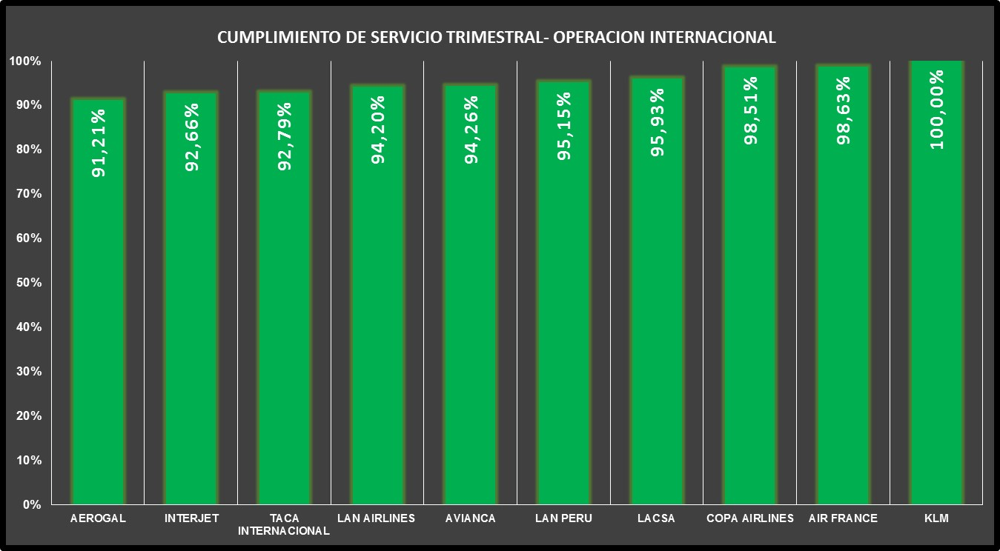 CUMPLIMIENTO DE SERVICIO TRIMESTRAL- OPERACION INTERNACIONAL
100%
90%
80%
70%
60%
50%
40%
30%
20%
10%
0%
91,21%
92,66%
92,79%
94,20%
94,26%
95,15%
95,93%
98,51%
98,63%
100,00%
AEROGAL
INTERJET
TACA
INTERNACIONAL
LAN AIRLINES
AVIANCA
LAN PERU
LACSA
COPA AIRLINES
AIR FRANCE
KLM